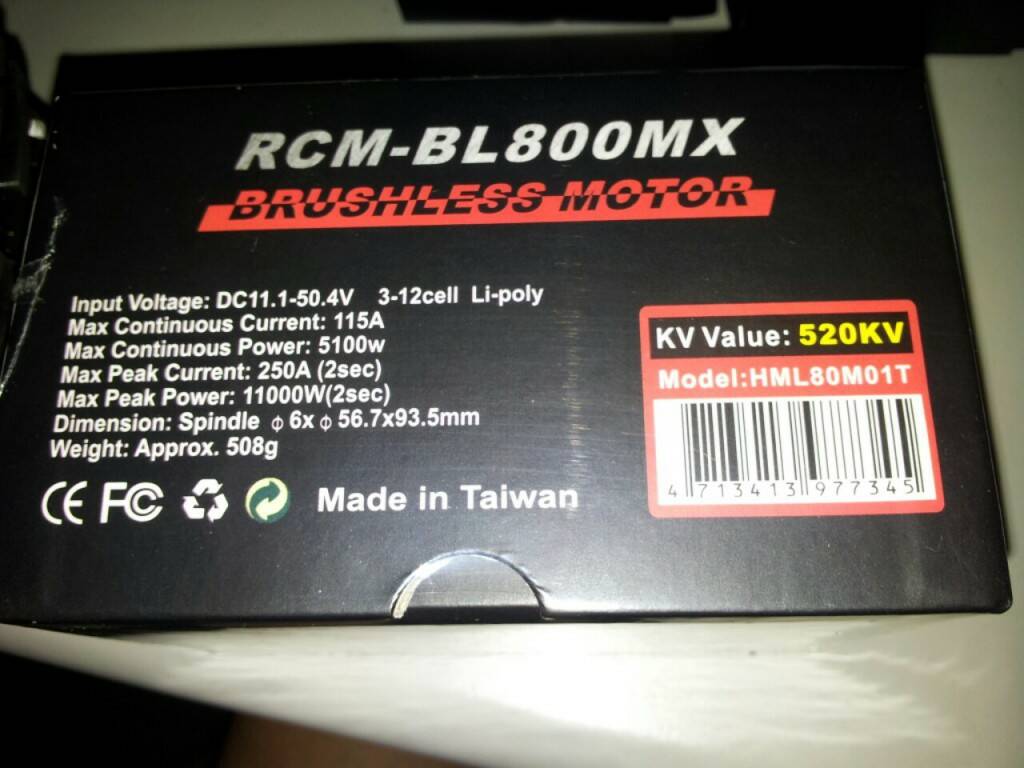 RCM-BL800MX
BRUSHLESS MOTOR
Input Voltage: DC11.1-50.4V 3-12cell Li-poly
Max Continuous Current: 115A
Max Continuous Power: 5100w
Max Peak Current: 250A (2sec)
Max Peak Power: 11000W(2sec)
Dimension: Spindle ϕ 6x ϕ 56.7x93.5mm
Weight: Approx. 508g
CE FC Made in Taiwan
KV Value: 520KV
Model:HML80M01T
4 713413 977345